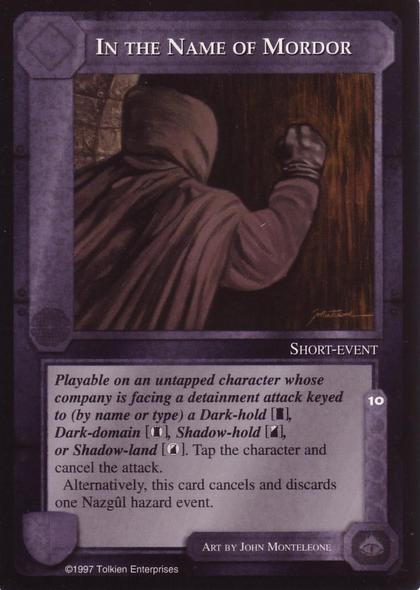 In the Name of Mordor
Short-event
Playable on an untapped character whose
company is facing a detainment attack keyed
to (by name or type) a Dark-hold [],
Dark-domain [], Shadow-hold [],
or Shadow-land []. Tap the character and
cancel the attack.
Alternatively, this card cancels and discards
one Nazgûl hazard event.
10
Art by John Monteleone
©1997 Tolkien Enterprises